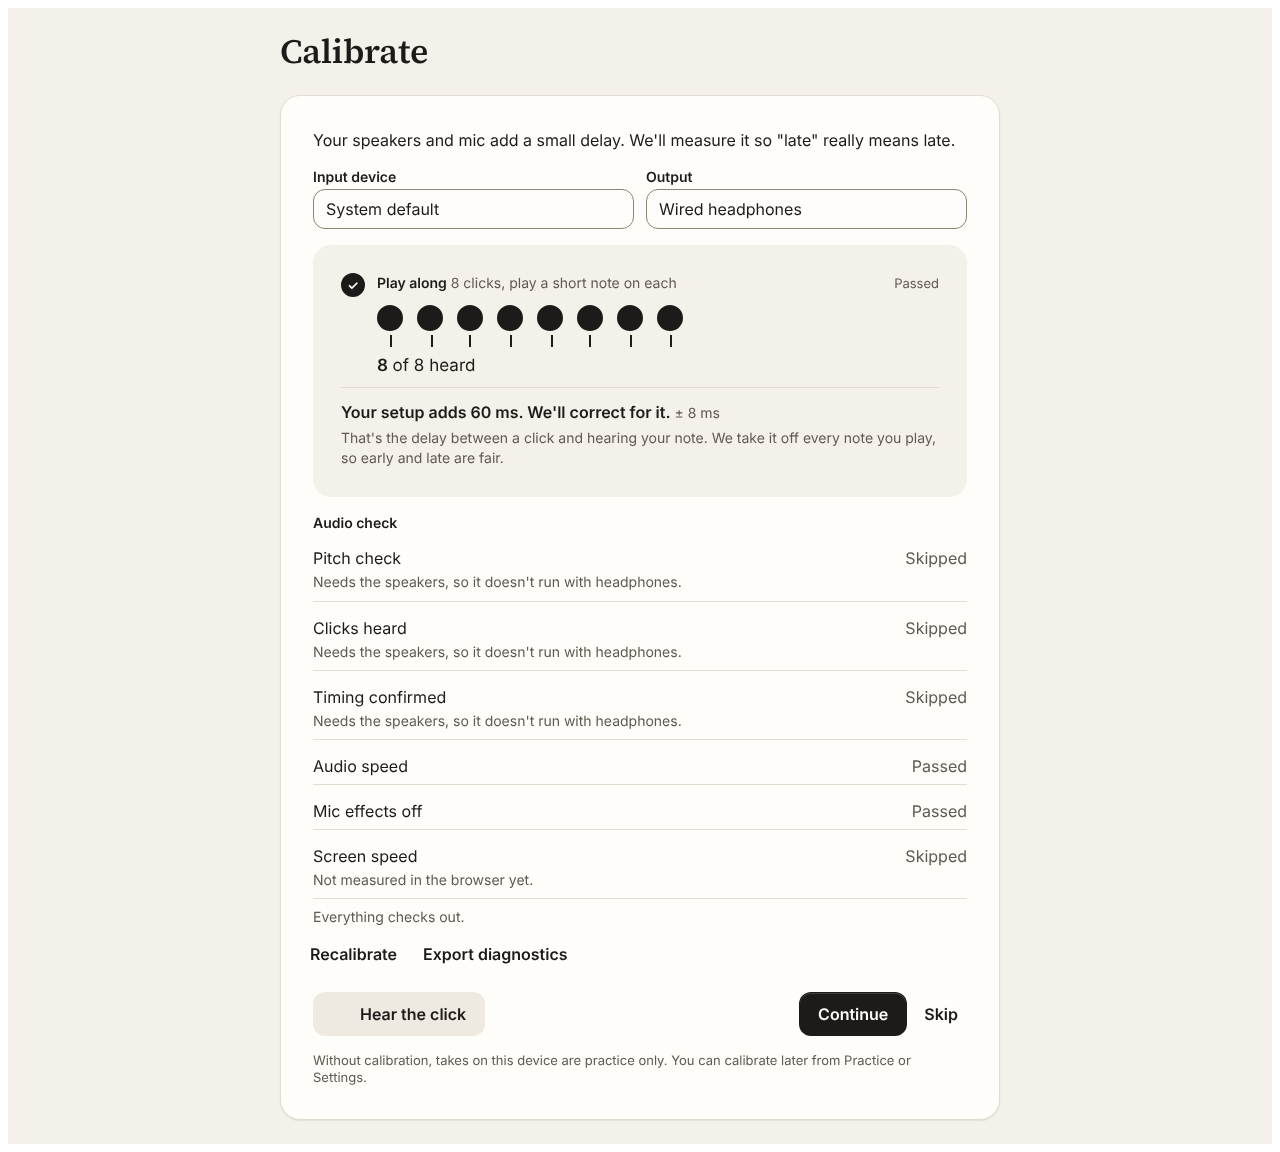 Calibrate
Your speakers and mic add a small delay. We'll measure it so "late" really means late.
Input device
Output
System default
Wired headphones
Play along 8 clicks, play a short note on each
Passed
8 of 8 heard
Your setup adds 60 ms. We'll correct for it. ± 8 ms
That's the delay between a click and hearing your note. We take it off every note you play,
so early and late are fair.
Audio check
Pitch check
Skipped
Needs the speakers, so it doesn't run with headphones.
Clicks heard
Skipped
Needs the speakers, so it doesn't run with headphones.
Timing confirmed
Skipped
Needs the speakers, so it doesn't run with headphones.
Audio speed
Passed
Mic effects off
Passed
Screen speed
Skipped
Not measured in the browser yet.
Everything checks out.
Recalibrate
Export diagnostics
Hear the click
Continue
Skip
Without calibration, takes on this device are practice only. You can calibrate later from Practice or
Settings.